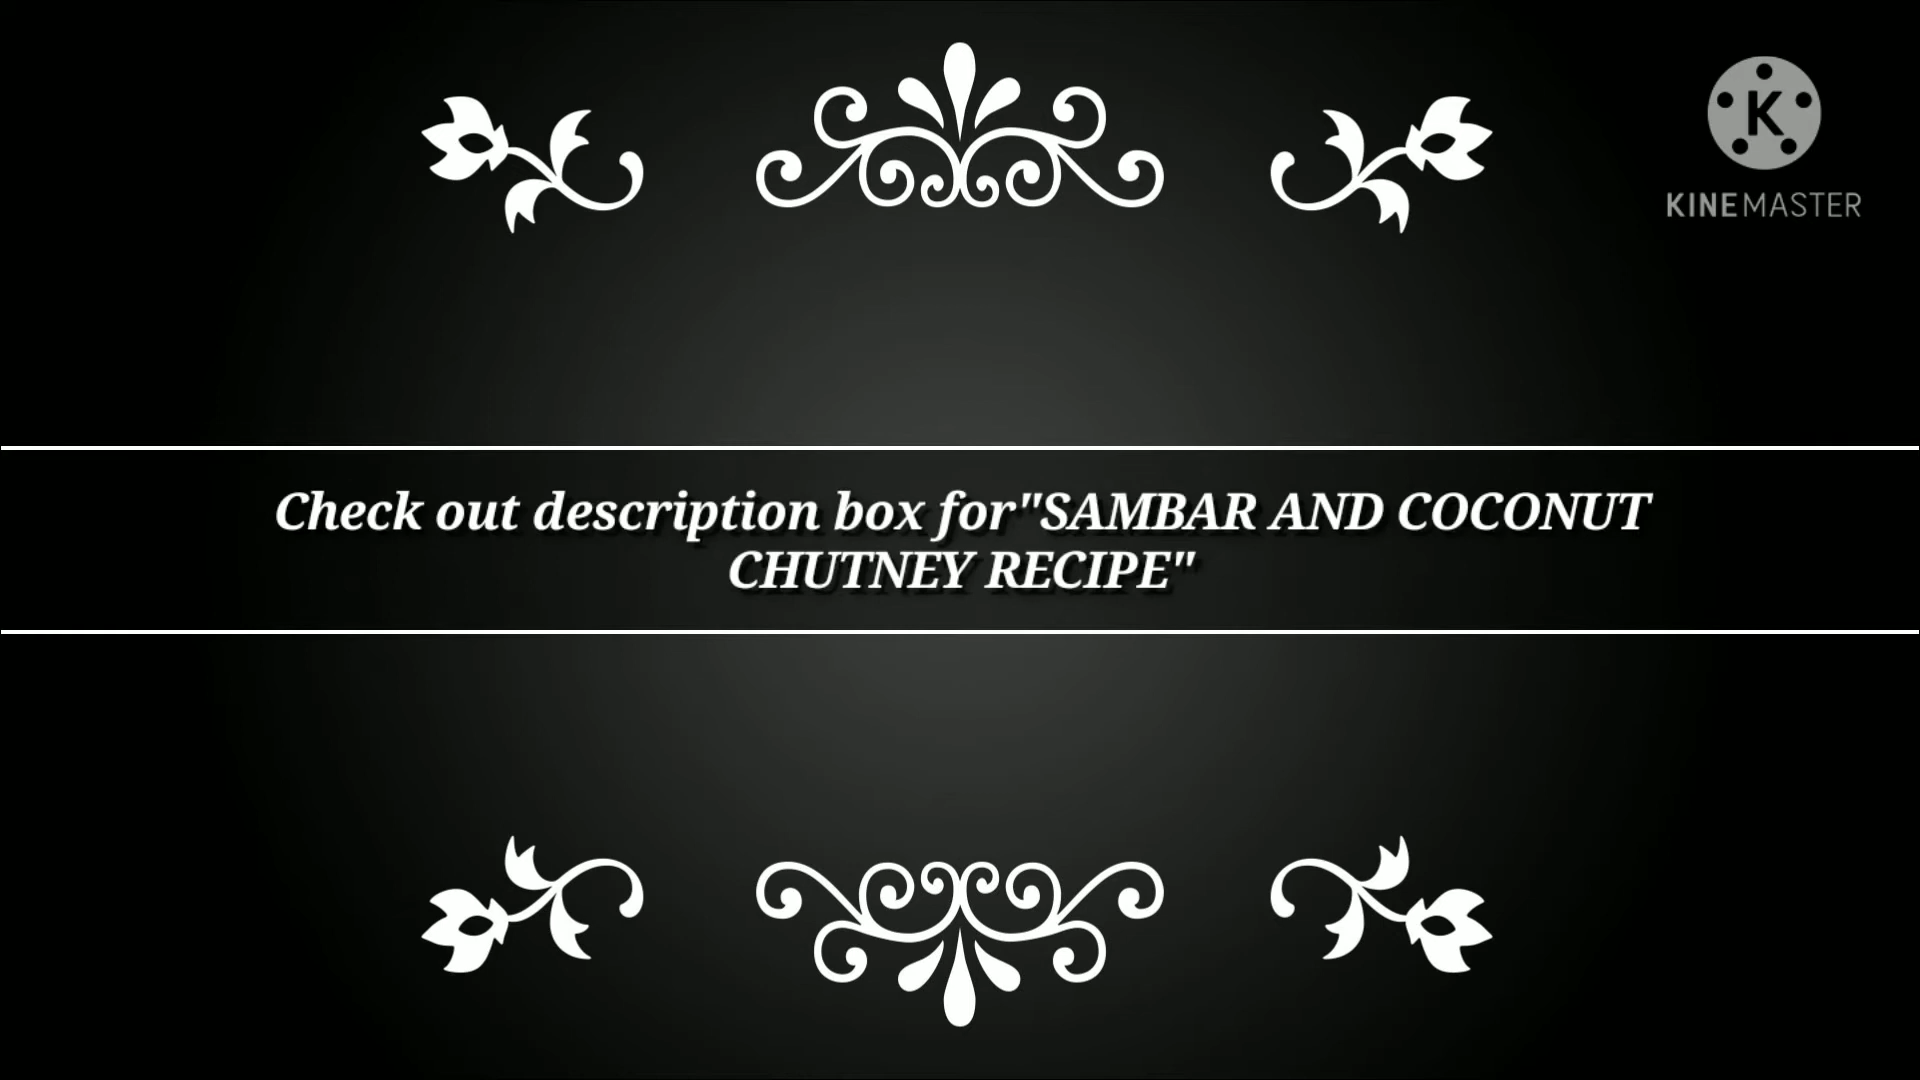 K
KINEMASTER
Check out description box for"SAMBAR AND COCONUT
CHUTNEY RECIPE"